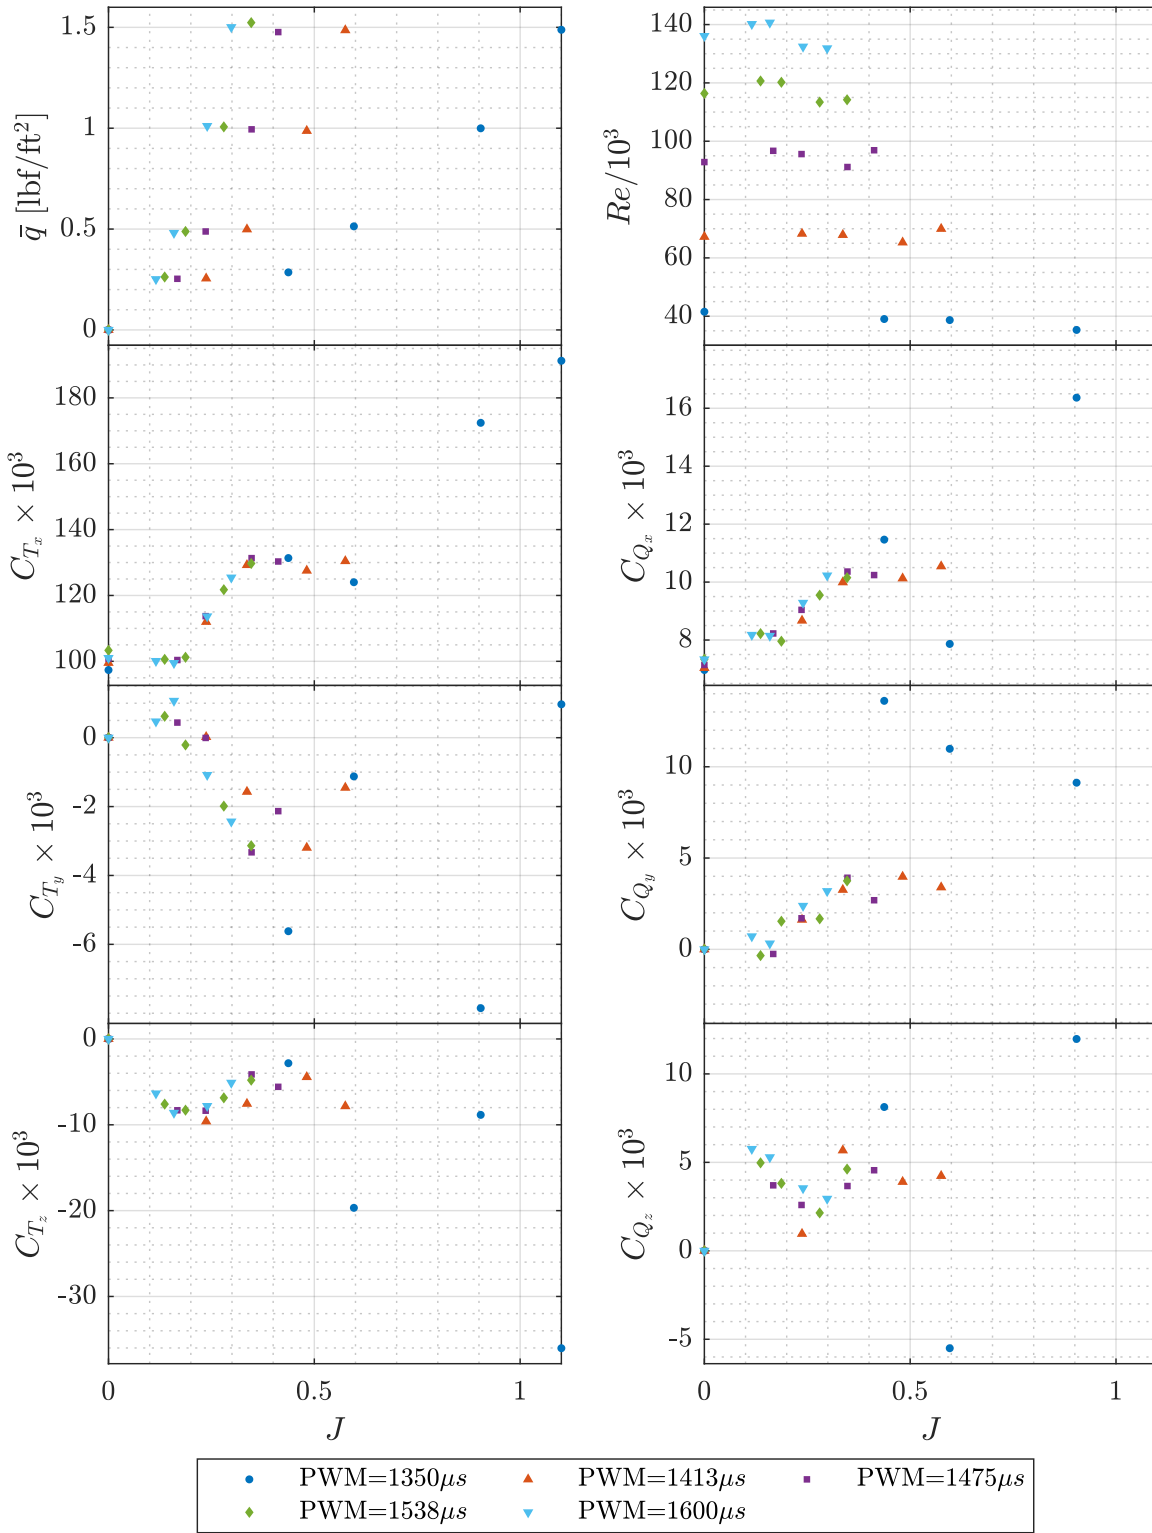 1.5
1
0.5
0
q̄ [lbf/ft²]
140
120
100
80
60
40
Re/10³
180
160
140
120
100
C_{T_x} × 10³
16
14
12
10
8
C_{Q_x} × 10³
0
-2
-4
-6
C_{T_y} × 10³
10
5
0
C_{Q_y} × 10³
0
-10
-20
-30
C_{T_z} × 10³
10
5
0
-5
C_{Q_z} × 10³
0 0.5 1
J
0 0.5 1
J
PWM=1350μs PWM=1413μs PWM=1475μs
PWM=1538μs PWM=1600μs